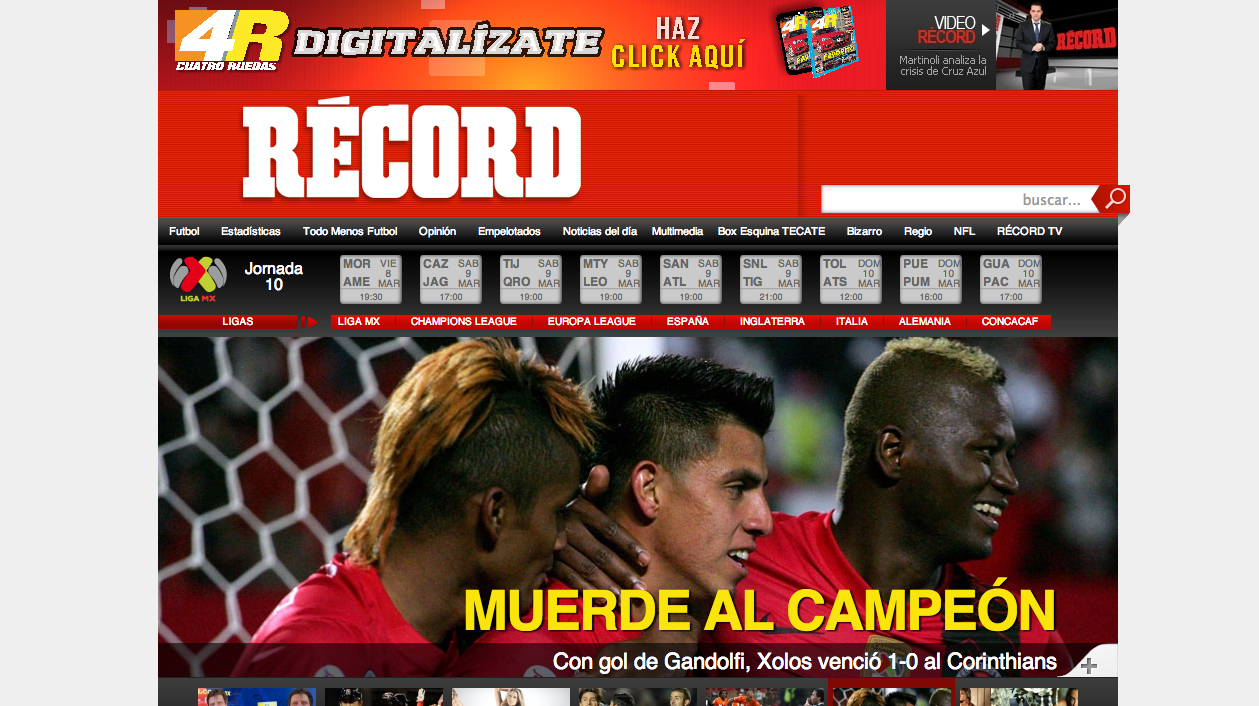 4R
CUATRO RUEDAS
DIGITALÍZATE
HAZ
CLICK AQUÍ
VIDEO
RÉCORD
Martinoli analiza la
crisis de Cruz Azul
RÉCORD
RÉCORD
buscar...
Futbol Estadísticas Todo Menos Futbol Opinión Empelotados Noticias del día Multimedia Box Esquina TECATE Bizarro Regio NFL RÉCORD TV
LIGA MX
Jornada
10
MOR AME VIE 8 MAR 19:30
CAZ JAG SAB 9 MAR 17:00
TIJ QRO SAB 9 MAR 19:00
MTY LEO SAB 9 MAR 19:00
SAN ATL SAB 9 MAR 19:00
SNL TIG SAB 9 MAR 21:00
TOL ATS DOM 10 MAR 12:00
PUE PUM DOM 10 MAR 16:00
GUA PAC DOM 10 MAR 17:00
LIGAS LIGA MX CHAMPIONS LEAGUE EUROPA LEAGUE ESPAÑA INGLATERRA ITALIA ALEMANIA CONCACAF
MUERDE AL CAMPEÓN
Con gol de Gandolfi, Xolos venció 1-0 al Corinthians